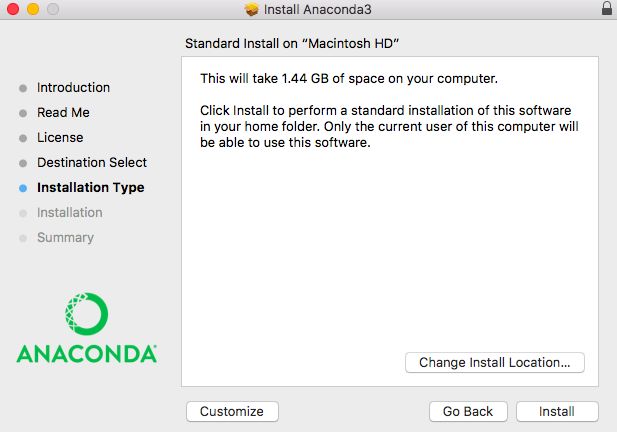 Install Anaconda3
Standard Install on “Macintosh HD”
Introduction
Read Me
License
Destination Select
Installation Type
Installation
Summary
This will take 1.44 GB of space on your computer.
Click Install to perform a standard installation of this software
in your home folder. Only the current user of this computer will
be able to use this software.
ANACONDA®
Change Install Location...
Customize
Go Back
Install